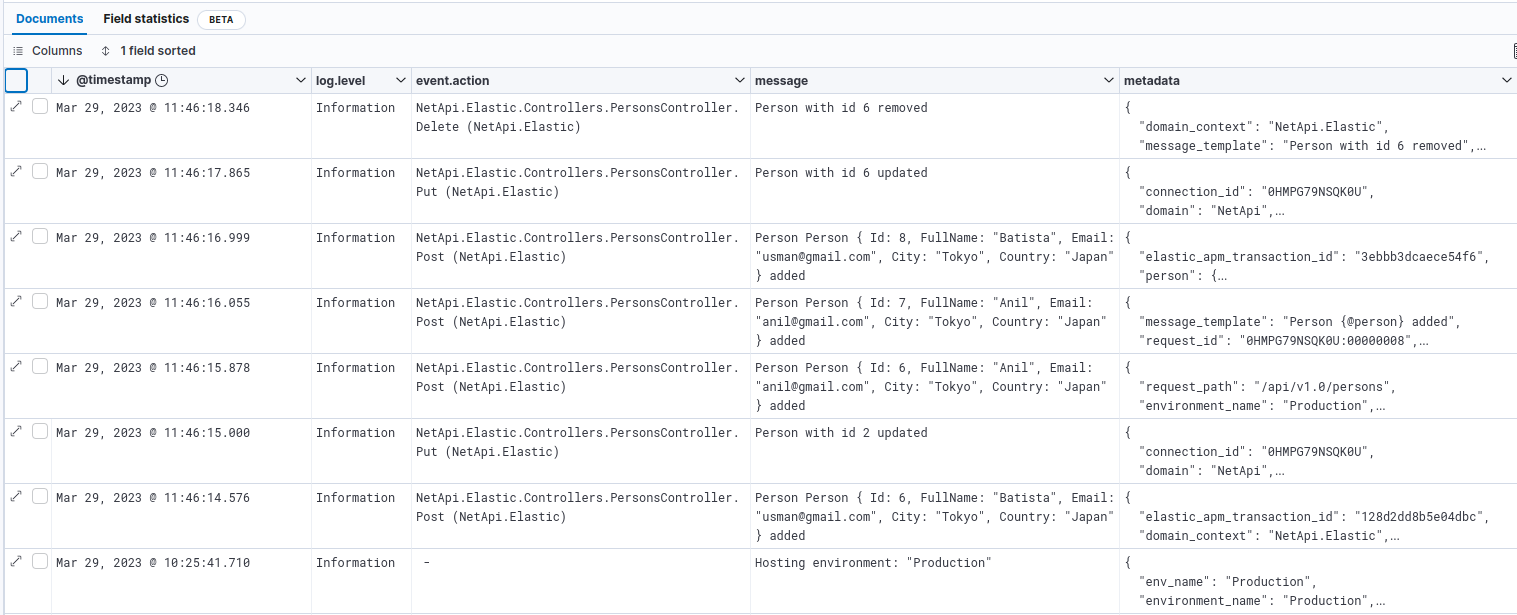 Documents Field statistics BETA
Columns 1 field sorted
@timestamp log.level event.action message metadata
Mar 29, 2023 @ 11:46:18.346 Information NetApi.Elastic.Controllers.PersonsController. Person with id 6 removed {
Delete (NetApi.Elastic) "domain_context": "NetApi.Elastic",
"message_template": "Person with id 6 removed",…
Mar 29, 2023 @ 11:46:17.865 Information NetApi.Elastic.Controllers.PersonsController. Person with id 6 updated {
Put (NetApi.Elastic) "connection_id": "0HMPG79NSQK0U",
"domain": "NetApi",…
Mar 29, 2023 @ 11:46:16.999 Information NetApi.Elastic.Controllers.PersonsController. Person Person { Id: 8, FullName: "Batista", Email: {
Post (NetApi.Elastic) "usman@gmail.com", City: "Tokyo", Country: "Japan" "elastic_apm_transaction_id": "3ebbb3dcaece54f6",
} added "person": {…
Mar 29, 2023 @ 11:46:16.055 Information NetApi.Elastic.Controllers.PersonsController. Person Person { Id: 7, FullName: "Anil", Email: {
Post (NetApi.Elastic) "anil@gmail.com", City: "Tokyo", Country: "Japan" "message_template": "Person {@person} added",
} added "request_id": "0HMPG79NSQK0U:00000008",…
Mar 29, 2023 @ 11:46:15.878 Information NetApi.Elastic.Controllers.PersonsController. Person Person { Id: 6, FullName: "Anil", Email: {
Post (NetApi.Elastic) "anil@gmail.com", City: "Tokyo", Country: "Japan" "request_path": "/api/v1.0/persons",
} added "environment_name": "Production",…
Mar 29, 2023 @ 11:46:15.000 Information NetApi.Elastic.Controllers.PersonsController. Person with id 2 updated {
Put (NetApi.Elastic) "connection_id": "0HMPG79NSQK0U",
"domain": "NetApi",…
Mar 29, 2023 @ 11:46:14.576 Information NetApi.Elastic.Controllers.PersonsController. Person Person { Id: 6, FullName: "Batista", Email: {
Post (NetApi.Elastic) "usman@gmail.com", City: "Tokyo", Country: "Japan" "elastic_apm_transaction_id": "128d2dd8b5e04dbc",
} added "domain_context": "NetApi.Elastic",…
Mar 29, 2023 @ 10:25:41.710 Information - Hosting environment: "Production" {
"env_name": "Production",
"environment_name": "Production",…